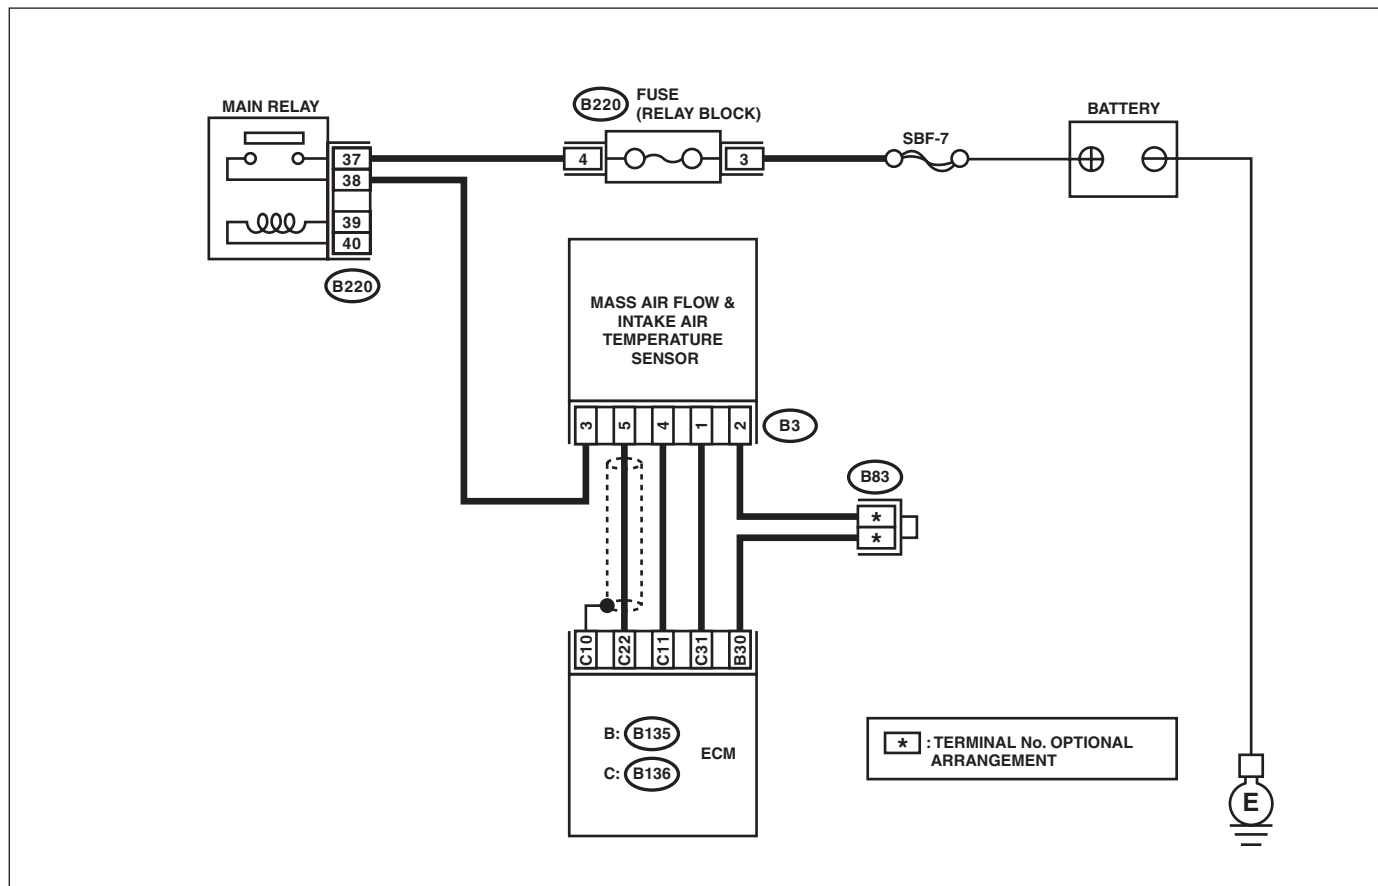 MAIN RELAY
37
38
39
40
B220
B220
FUSE
(RELAY BLOCK)
4
3
SBF-7
BATTERY
MASS AIR FLOW &
INTAKE AIR
TEMPERATURE
SENSOR
3 5 4 1 2
B3
B83
*
*
C10 C22 C11 C31 B30
B: B135
C: B136
ECM
* : TERMINAL No. OPTIONAL
ARRANGEMENT
E